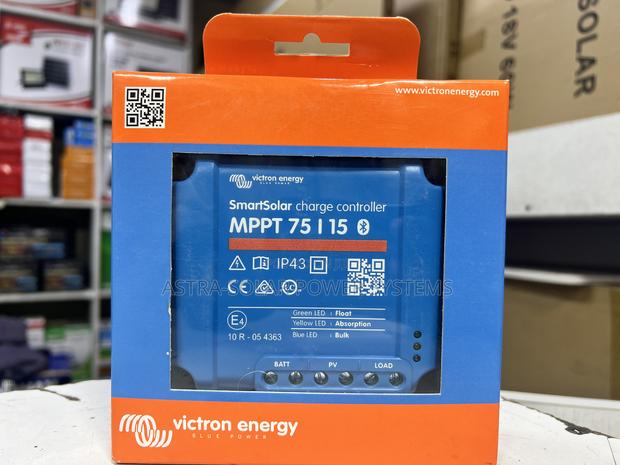 www.victronenergy.com
victron energy
BLUE POWER
SmartSolar charge controller
MPPT 75 | 15
IP43
CE
10 R - 05 4363
E4
Green LED : Float
Yellow LED : Absorption
Blue LED : Bulk
BATT PV LOAD
victron energy
BLUE POWER
ASTRA-SOLAR POWER SYSTEMS
SOLAR
18V 6